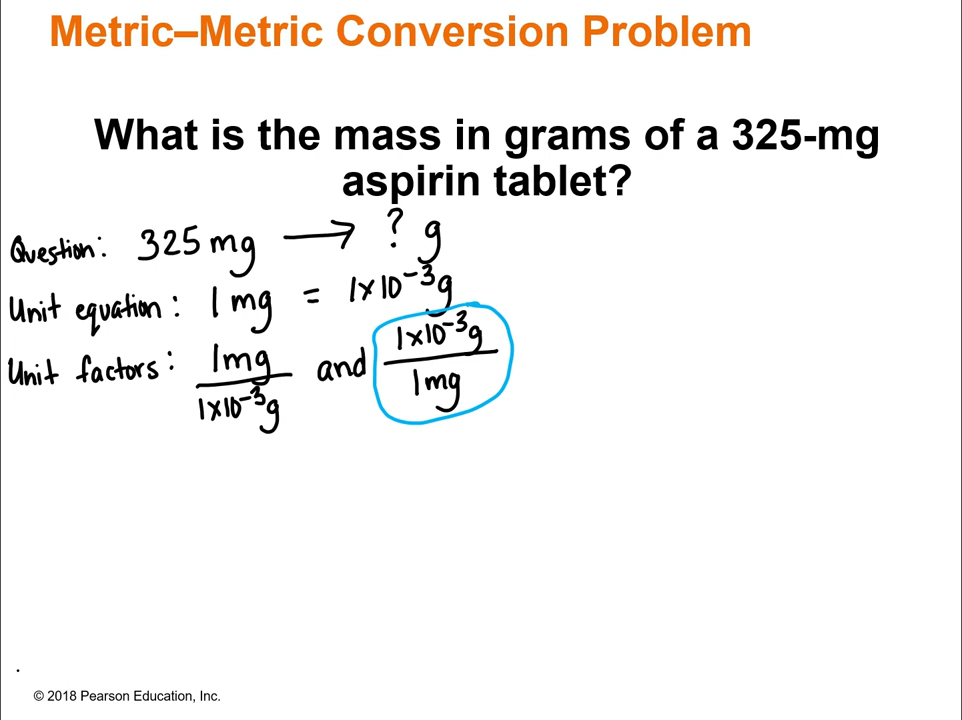 Metric–Metric Conversion Problem
What is the mass in grams of a 325-mg
aspirin tablet?
Question: 325 mg → ? g
Unit equation: 1 mg = 1×10⁻³g
Unit factors: 1mg / 1×10⁻³g and 1×10⁻³g / 1mg
© 2018 Pearson Education, Inc.